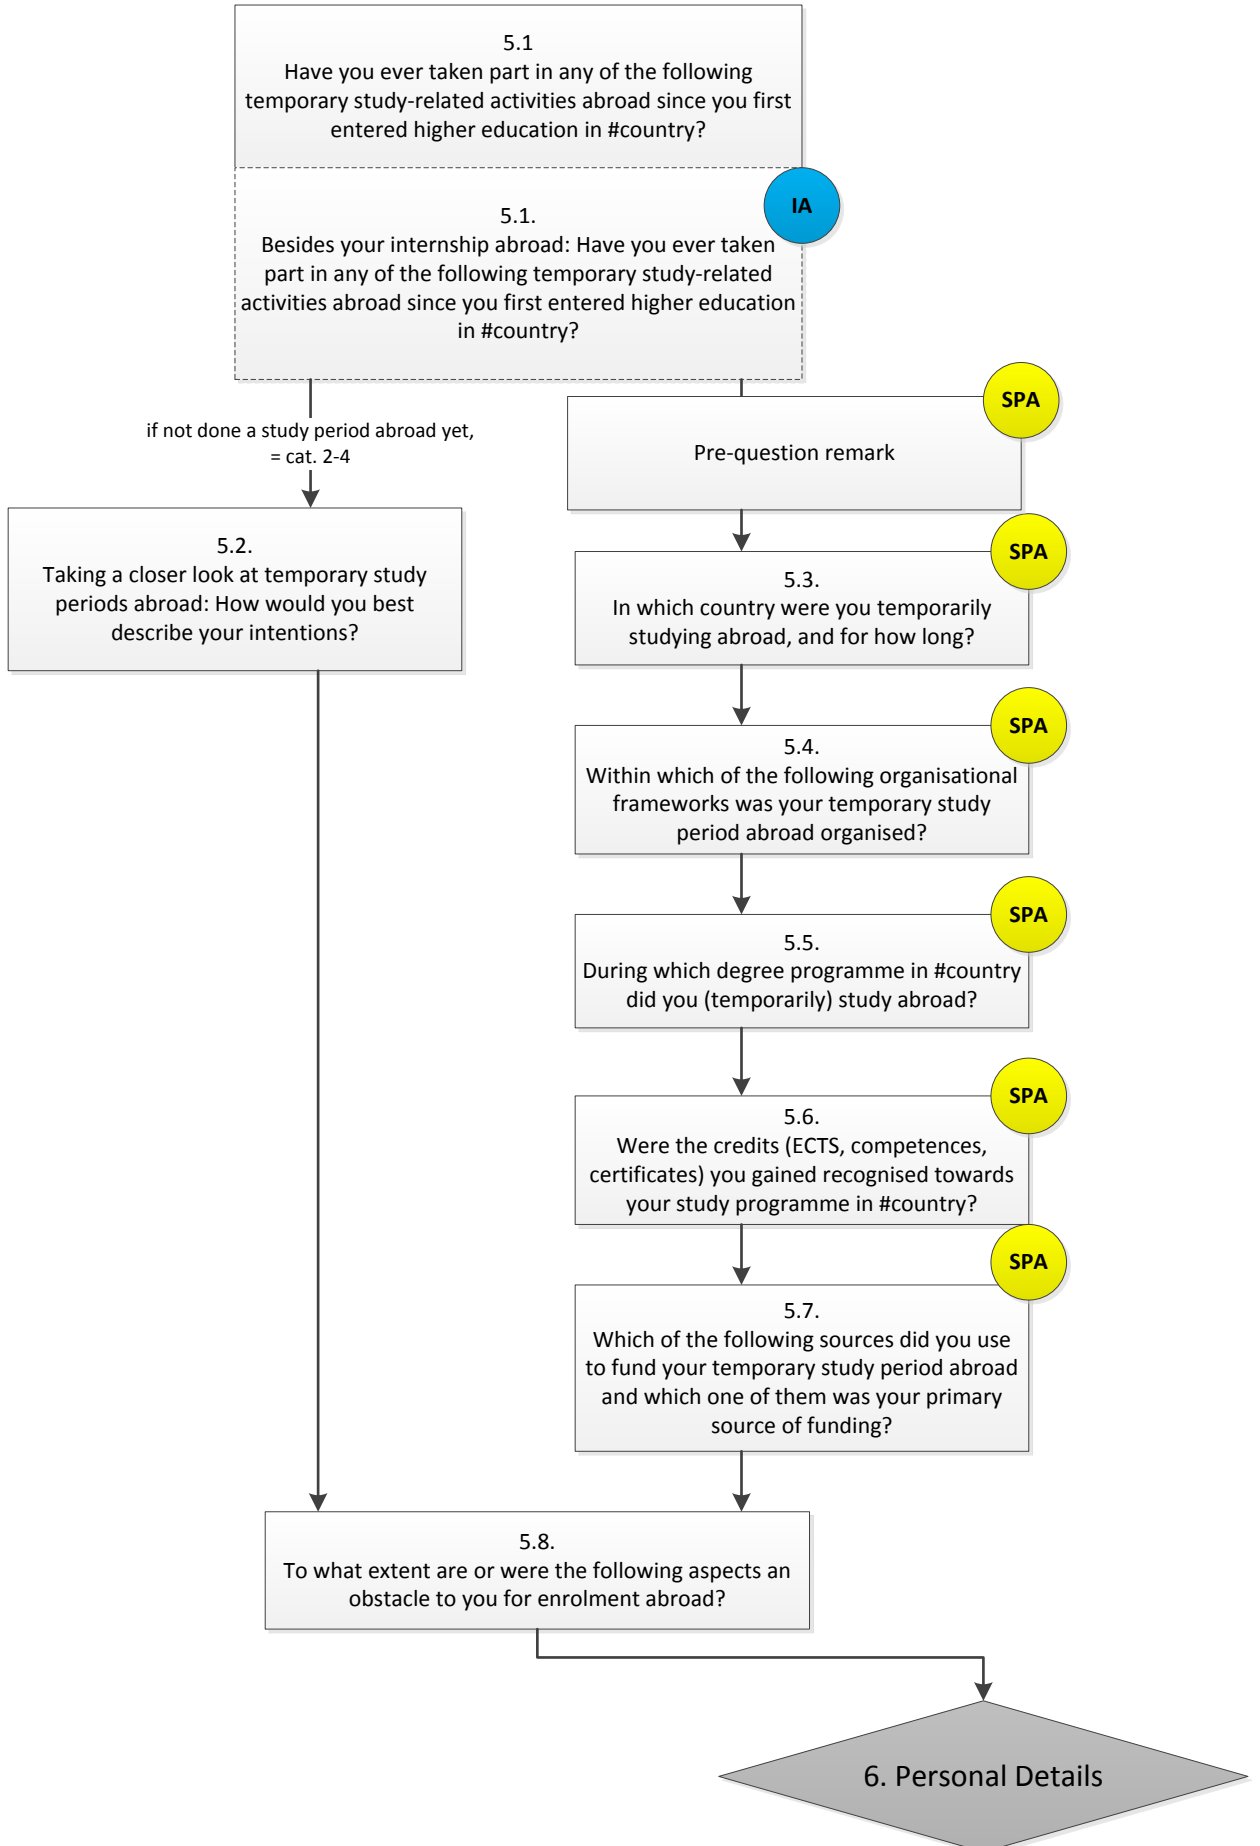 5.1
Have you ever taken part in any of the following
temporary study-related activities abroad since you first
entered higher education in #country?
IA
5.1.
Besides your internship abroad: Have you ever taken
part in any of the following temporary study-related
activities abroad since you first entered higher education
in #country?
if not done a study period abroad yet,
= cat. 2-4
SPA
Pre-question remark
5.2.
Taking a closer look at temporary study
periods abroad: How would you best
describe your intentions?
SPA
5.3.
In which country were you temporarily
studying abroad, and for how long?
SPA
5.4.
Within which of the following organisational
frameworks was your temporary study
period abroad organised?
SPA
5.5.
During which degree programme in #country
did you (temporarily) study abroad?
SPA
5.6.
Were the credits (ECTS, competences,
certificates) you gained recognised towards
your study programme in #country?
SPA
5.7.
Which of the following sources did you use
to fund your temporary study period abroad
and which one of them was your primary
source of funding?
5.8.
To what extent are or were the following aspects an
obstacle to you for enrolment abroad?
6. Personal Details